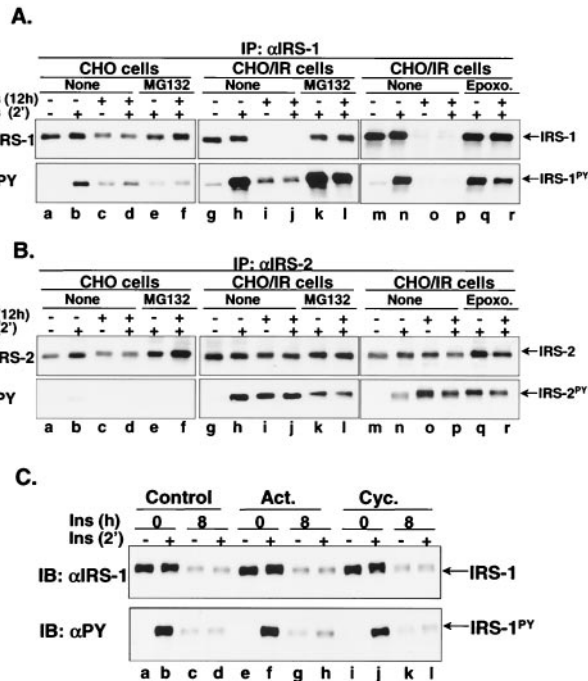 A.
IP: αIRS-1
CHO cells CHO/IR cells CHO/IR cells
None MG132 None MG132 None Epoxo.
s (12h) - - + + - + - - + + - + - - + + - +
s (2') - + - + + + - + - + + + - + - + + +
IRS-1 ←IRS-1
PY ←IRS-1PY
a b c d e f g h i j k l m n o p q r
B.
IP: αIRS-2
CHO cells CHO/IR cells CHO/IR cells
None MG132 None MG132 None Epoxo.
(12h) - - + + - + - - + + - + - - + + - +
2') - + - + + + - + - + + + - + - + + +
RS-2 ←IRS-2
PY ←IRS-2PY
a b c d e f g h i j k l m n o p q r
C.
Control Act. Cyc.
Ins (h) 0 8 0 8 0 8
Ins (2') - + - + - + - + - + - +
IB: αIRS-1 ←IRS-1
IB: αPY ←IRS-1PY
a b c d e f g h i j k l